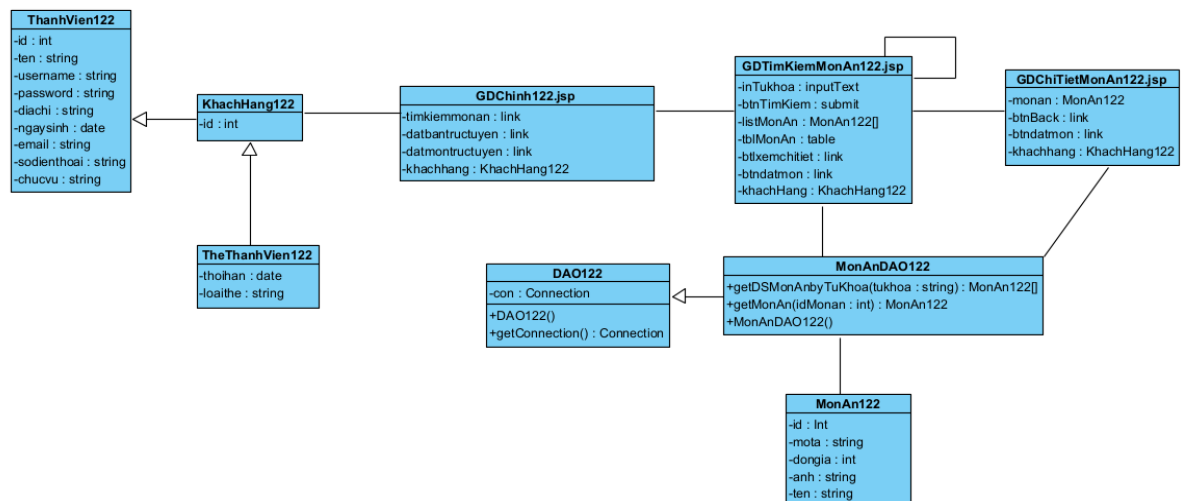 ThanhVien122
-id : int
-ten : string
-username : string
-password : string
-diachi : string
-ngaysinh : date
-email : string
-sodienthoai : string
-chucvu : string
KhachHang122
-id : int
TheThanhVien122
-thoihan : date
-loaithe : string
GDChinh122.jsp
-timkiemmonan : link
-datbantructuyen : link
-datmontructuyen : link
-khachhang : KhachHang122
GDTimKiemMonAn122.jsp
-inTukhoa : inputText
-btnTimKiem : submit
-listMonAn : MonAn122[]
-tblMonAn : table
-btlxemchitiet : link
-btndatmon : link
-khachHang : KhachHang122
GDChiTietMonAn122.jsp
-monan : MonAn122
-btnBack : link
-btndatmon : link
-khachhang : KhachHang122
DAO122
-con : Connection
+DAO122()
+getConnection() : Connection
MonAnDAO122
+getDSMonAnbyTuKhoa(tukhoa : string) : MonAn122[]
+getMonAn(idMonan : int) : MonAn122
+MonAnDAO122()
MonAn122
-id : Int
-mota : string
-dongia : int
-anh : string
-ten : string